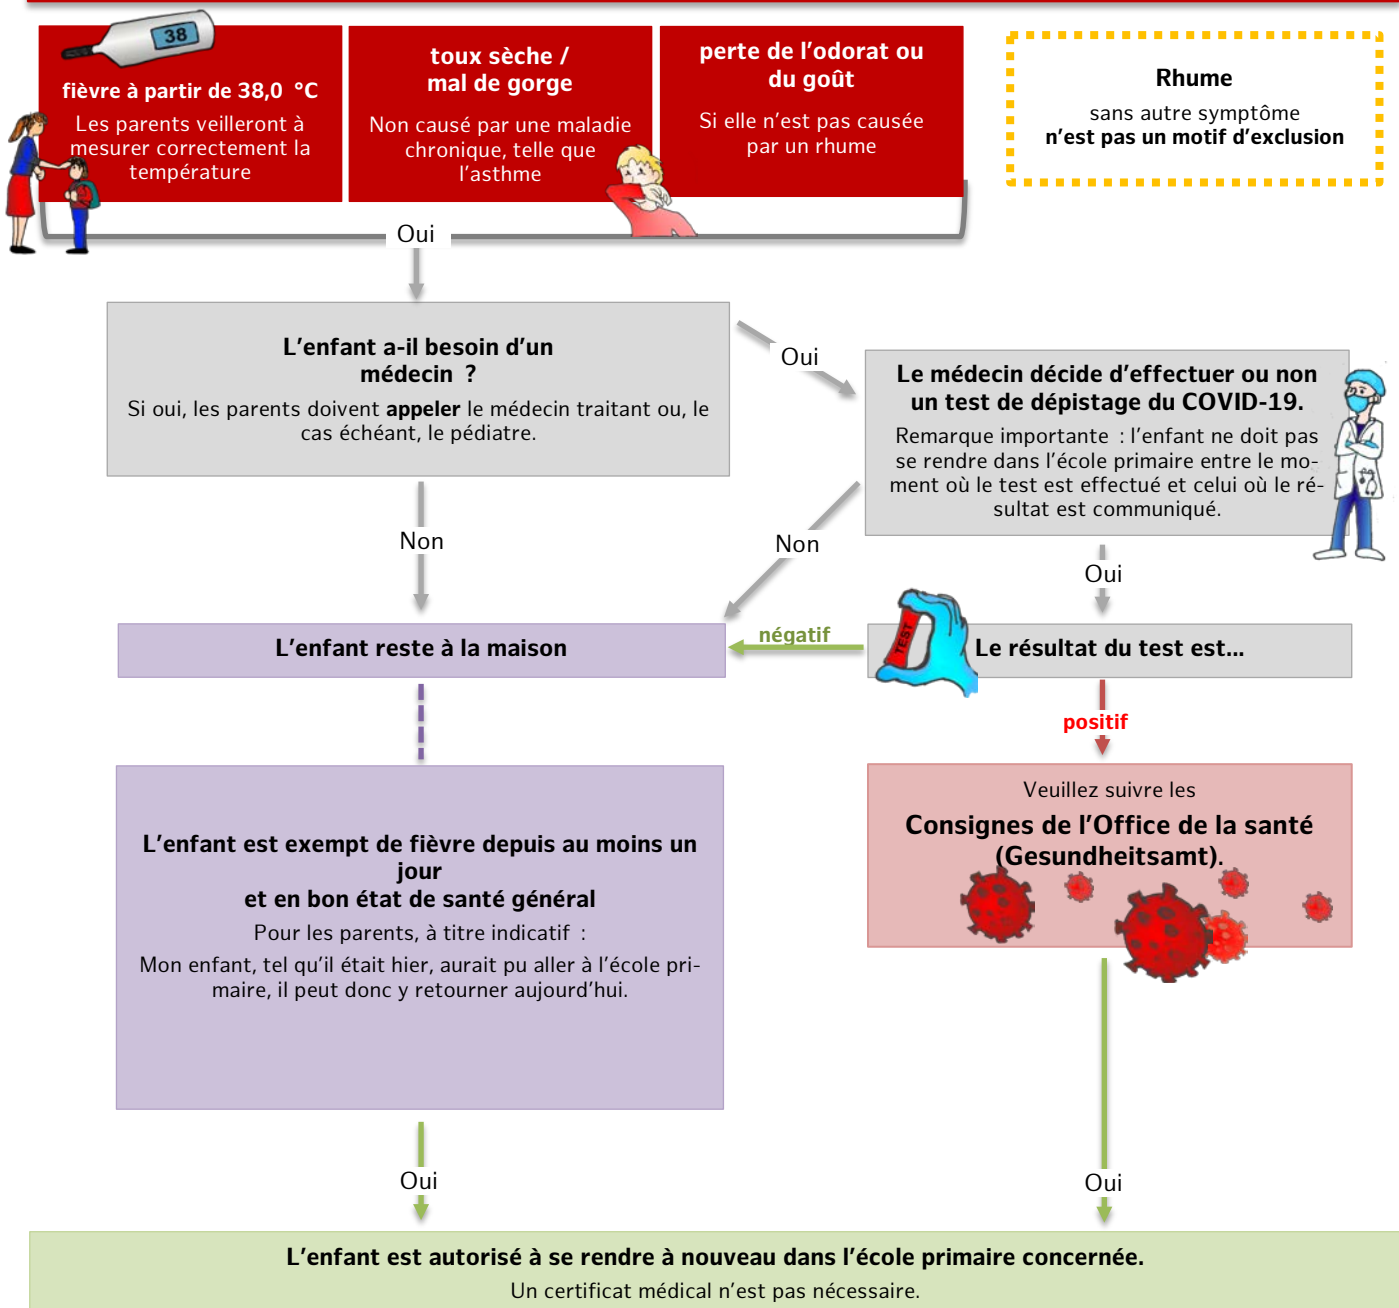 38
fièvre à partir de 38,0 °C
Les parents veilleront à
mesurer correctement la
température
toux sèche /
mal de gorge
Non causé par une maladie
chronique, telle que
l'asthme
perte de l'odorat ou
du goût
Si elle n'est pas causée
par un rhume
Rhume
sans autre symptôme
n'est pas un motif d'exclusion
Oui
L'enfant a-il besoin d'un
médecin ?
Si oui, les parents doivent appeler le médecin traitant ou, le
cas échéant, le pédiatre.
Oui
Le médecin décide d'effectuer ou non
un test de dépistage du COVID-19.
Remarque importante : l'enfant ne doit pas
se rendre dans l'école primaire entre le mo-
ment où le test est effectué et celui où le ré-
sultat est communiqué.
Non
Non
Oui
L'enfant reste à la maison
négatif
TEST
Le résultat du test est...
positif
L'enfant est exempt de fièvre depuis au moins un
jour
et en bon état de santé général
Pour les parents, à titre indicatif :
Mon enfant, tel qu'il était hier, aurait pu aller à l'école pri-
maire, il peut donc y retourner aujourd'hui.
Veuillez suivre les
Consignes de l'Office de la santé
(Gesundheitsamt).
Oui
Oui
L'enfant est autorisé à se rendre à nouveau dans l'école primaire concernée.
Un certificat médical n'est pas nécessaire.